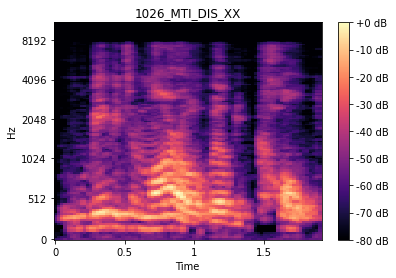 1026_MTI_DIS_XX
+0 dB
8192
-10 dB
4096
-20 dB
-30 dB
2048
-40 dB
Hz
1024
-50 dB
512
-60 dB
-70 dB
0
-80 dB
0
0.5
1
1.5
Time